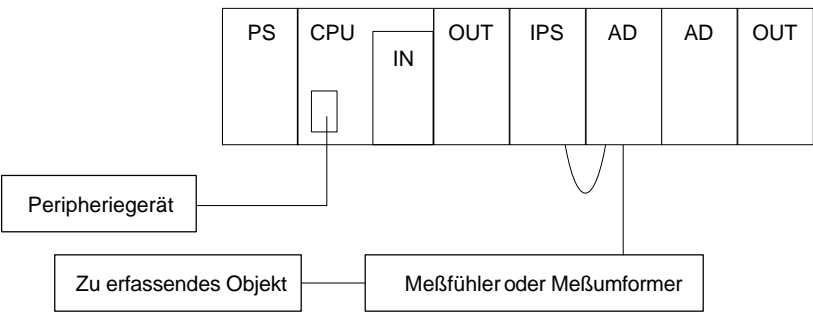 PS CPU IN OUT IPS AD AD OUT
Peripheriegerät
Zu erfassendes Objekt
Meßfühler oder Meßumformer